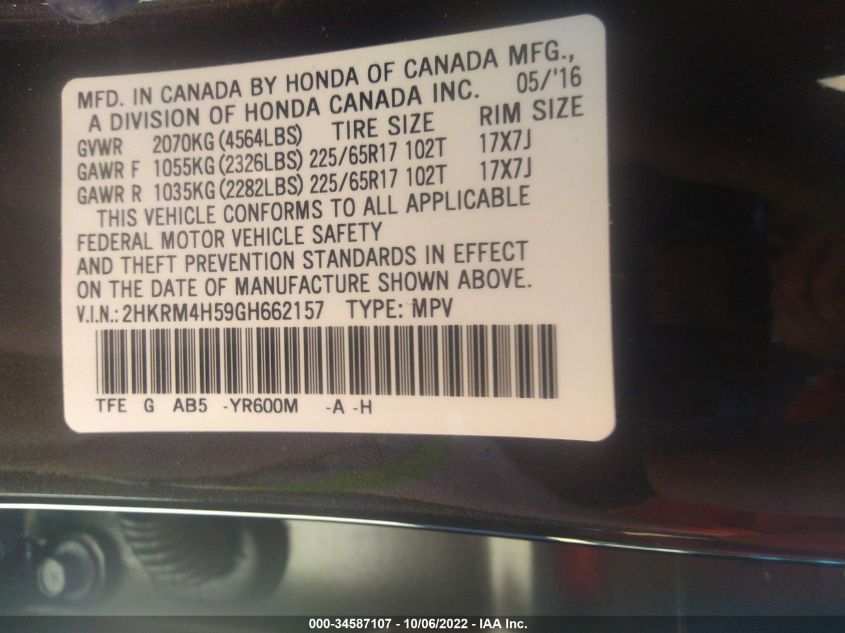 MFD. IN CANADA BY HONDA OF CANADA MFG.,
A DIVISION OF HONDA CANADA INC. 05/'16
GVWR 2070KG (4564LBS) TIRE SIZE RIM SIZE
GAWR F 1055KG (2326LBS) 225/65R17 102T 17X7J
GAWR R 1035KG (2282LBS) 225/65R17 102T 17X7J
THIS VEHICLE CONFORMS TO ALL APPLICABLE
FEDERAL MOTOR VEHICLE SAFETY
AND THEFT PREVENTION STANDARDS IN EFFECT
ON THE DATE OF MANUFACTURE SHOWN ABOVE.
V.I.N.: 2HKRM4H59GH662157 TYPE: MPV
TFE G AB5 -YR600M -A -H
000-34587107 - 10/06/2022 - IAA Inc.